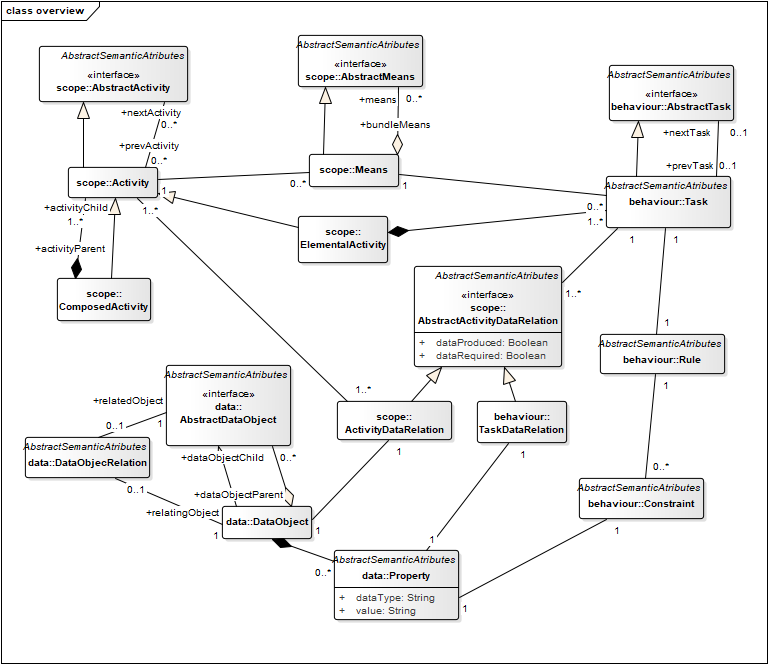 class overview
AbstractSemanticAtributes
«interface»
scope::AbstractActivity
AbstractSemanticAtributes
«interface»
scope::AbstractMeans
AbstractSemanticAtributes
«interface»
behaviour::AbstractTask
+nextActivity
0..*
+prevActivity
0..*
+means
0..*
+bundleMeans
+nextTask
0..1
+prevTask
0..1
scope::Activity
1
1..*
scope::Means
0..*
1
AbstractSemanticAtributes
behaviour::Task
0..*
1..*
1
1
+activityChild
1..*
+activityParent
scope::
ElementalActivity
scope::
ComposedActivity
AbstractSemanticAtributes
«interface»
scope::
AbstractActivityDataRelation
+ dataProduced: Boolean
+ dataRequired: Boolean
1..*
1
AbstractSemanticAtributes
behaviour::Rule
1
AbstractSemanticAtributes
«interface»
data::
AbstractDataObject
+relatedObject
0..1
1
1..*
scope::
ActivityDataRelation
1
behaviour::
TaskDataRelation
1
AbstractSemanticAtributes
data::DataObjecRelation
0..1
+relatingObject
1
+dataObjectChild
0..*
+dataObjectParent
data::DataObject
1
0..*
0..*
AbstractSemanticAtributes
behaviour::Constraint
1
1
AbstractSemanticAtributes
data::Property
+ dataType: String
+ value: String
1